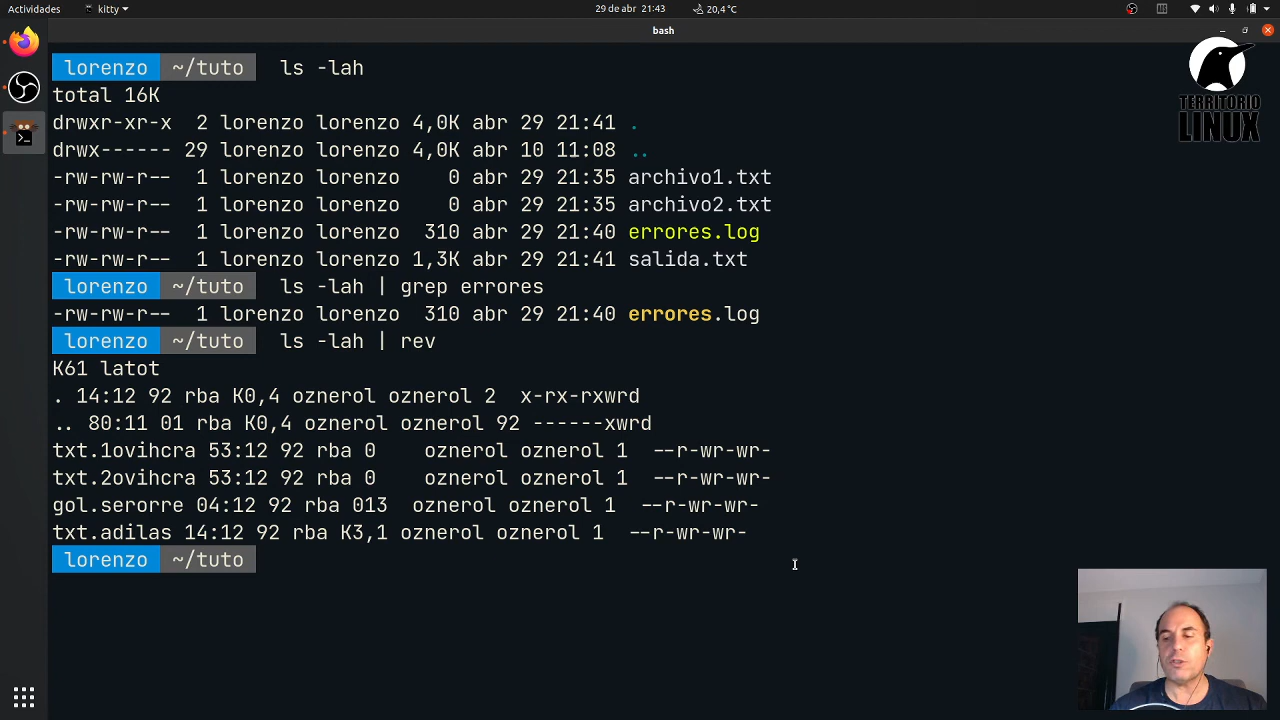 Actividades
kitty
29 de abr 21:43
20,4 °C
bash
lorenzo ~/tuto ls -lah
total 16K
drwxr-xr-x 2 lorenzo lorenzo 4,0K abr 29 21:41 .
drwx------ 29 lorenzo lorenzo 4,0K abr 10 11:08 ..
-rw-rw-r-- 1 lorenzo lorenzo 0 abr 29 21:35 archivo1.txt
-rw-rw-r-- 1 lorenzo lorenzo 0 abr 29 21:35 archivo2.txt
-rw-rw-r-- 1 lorenzo lorenzo 310 abr 29 21:40 errores.log
-rw-rw-r-- 1 lorenzo lorenzo 1,3K abr 29 21:41 salida.txt
lorenzo ~/tuto ls -lah | grep errores
-rw-rw-r-- 1 lorenzo lorenzo 310 abr 29 21:40 errores.log
lorenzo ~/tuto ls -lah | rev
K61 latot
. 14:12 92 rba K0,4 oznerol oznerol 2 x-rx-rxwrd
.. 80:11 01 rba K0,4 oznerol oznerol 92 ------xwrd
txt.1ovihcra 53:12 92 rba 0 oznerol oznerol 1 --r-wr-wr-
txt.2ovihcra 53:12 92 rba 0 oznerol oznerol 1 --r-wr-wr-
gol.serorre 04:12 92 rba 013 oznerol oznerol 1 --r-wr-wr-
txt.adilas 14:12 92 rba K3,1 oznerol oznerol 1 --r-wr-wr-
lorenzo ~/tuto
TERRITORIO
LINUX